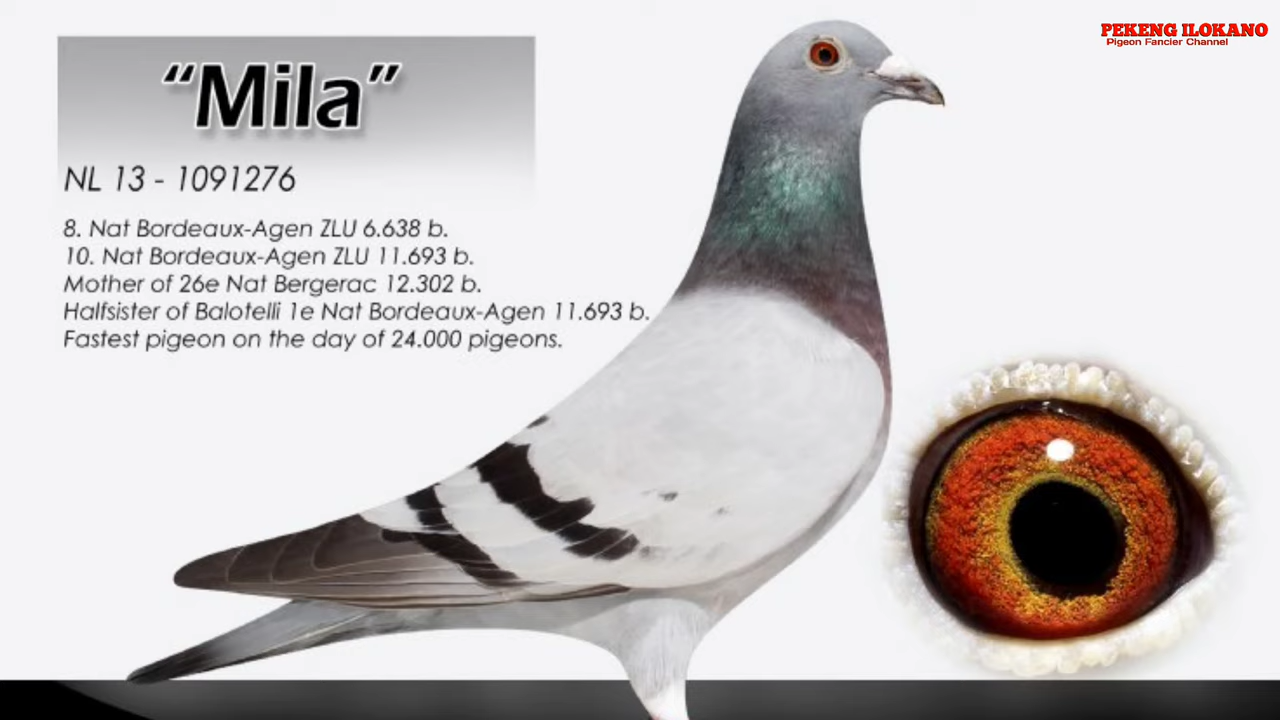 PEKENG ILOKANO
Pigeon Fancier Channel
“Mila”
NL 13 - 1091276
8. Nat Bordeaux-Agen ZLU 6.638 b.
10. Nat Bordeaux-Agen ZLU 11.693 b.
Mother of 26e Nat Bergerac 12.302 b.
Halfsister of Balotelli 1e Nat Bordeaux-Agen 11.693 b.
Fastest pigeon on the day of 24.000 pigeons.